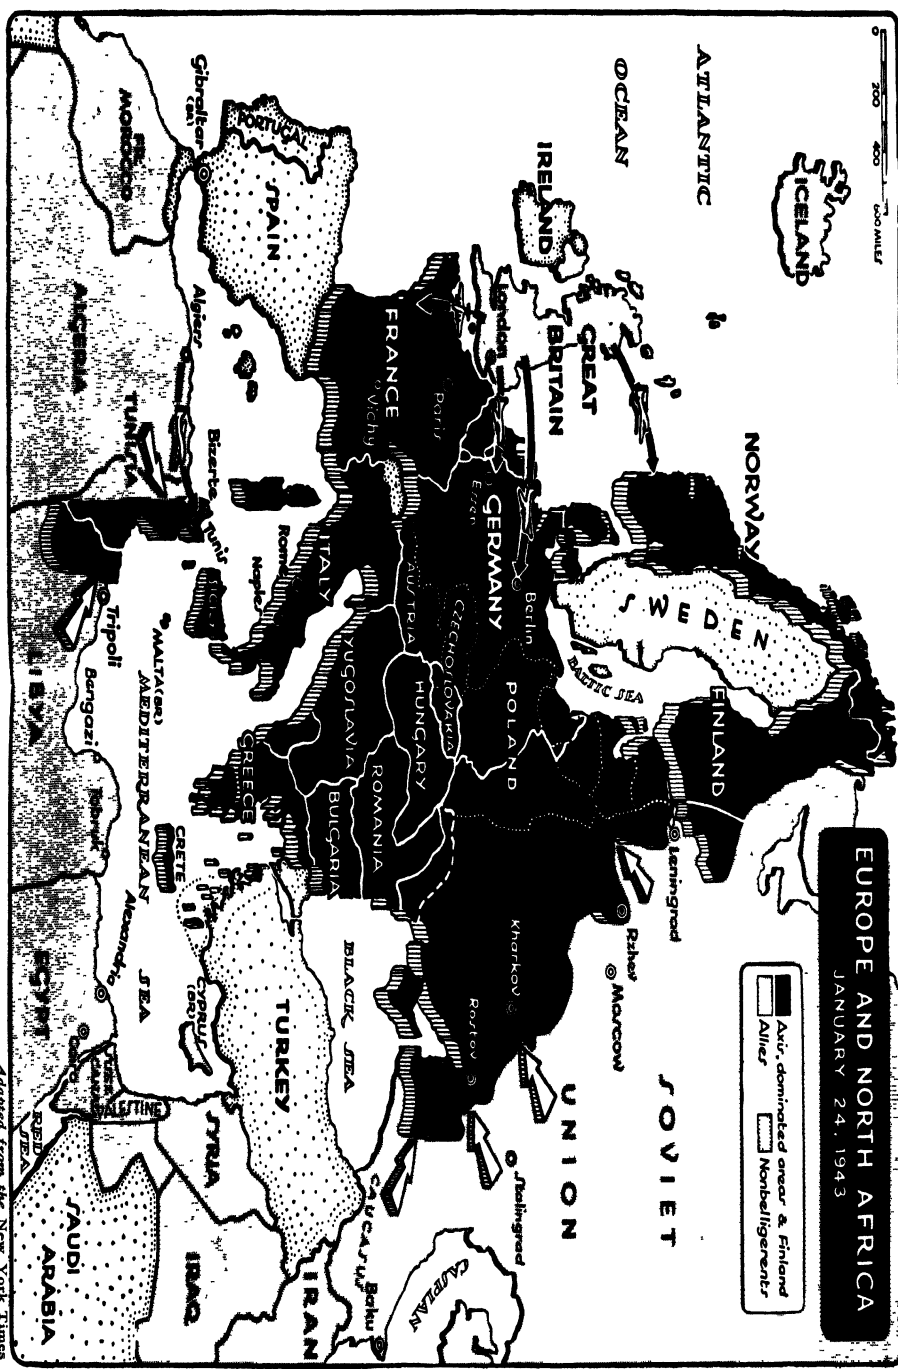 EUROPE AND NORTH AFRICA
JANUARY 24, 1943
Axis, dominated areas & Finland
Allies
Nonbelligerents
0 200 400 600 MILES
ATLANTIC
OCEAN
ICELAND
IRELAND
GREAT
BRITAIN
London
NORWAY
SWEDEN
FINLAND
BALTIC SEA
Leningrad
Rzhev
Moscow
SOVIET
UNION
Stalingrad
Kharkov
Rostov
CASPIAN
CAUCASUS
Baku
BLACK SEA
GERMANY
Berlin
Essen
POLAND
CZECHOSLOVAKIA
AUSTRIA
HUNGARY
ROMANIA
YUGOSLAVIA
BULGARIA
GREECE
CRETE
FRANCE
Paris
Vichy
PORTUGAL
SPAIN
Gibraltar
(BR)
ITALY
Rome
Naples
FR.
MOROCCO
ALGERIA
Algiers
TUNISIA
Bizerte
Tunis
MALTA (BR)
MEDITERRANEAN SEA
Tripoli
Bengazi
Tobruk
LIBYA
Alexandria
EGYPT
Cairo
SUEZ
CANAL
RED
SEA
CYPRUS
(BR)
TURKEY
SYRIA
PALESTINE
IRAQ
IRAN
SAUDI
ARABIA
Adapted from the New York Times